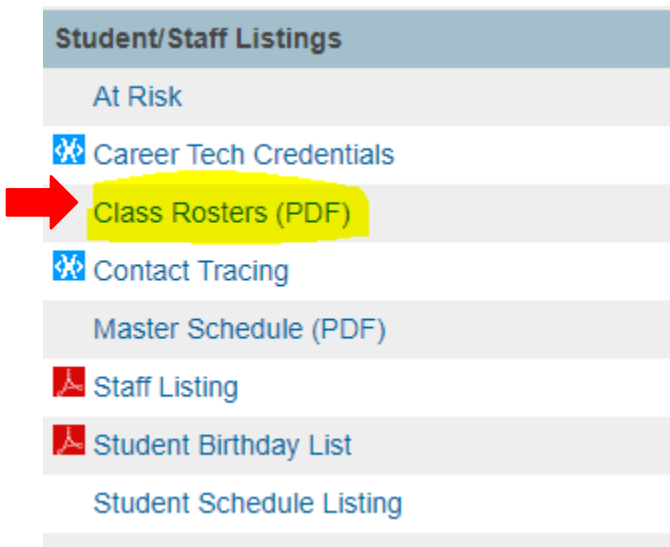 Student/Staff Listings
At Risk
Career Tech Credentials
Class Rosters (PDF)
Contact Tracing
Master Schedule (PDF)
Staff Listing
Student Birthday List
Student Schedule Listing